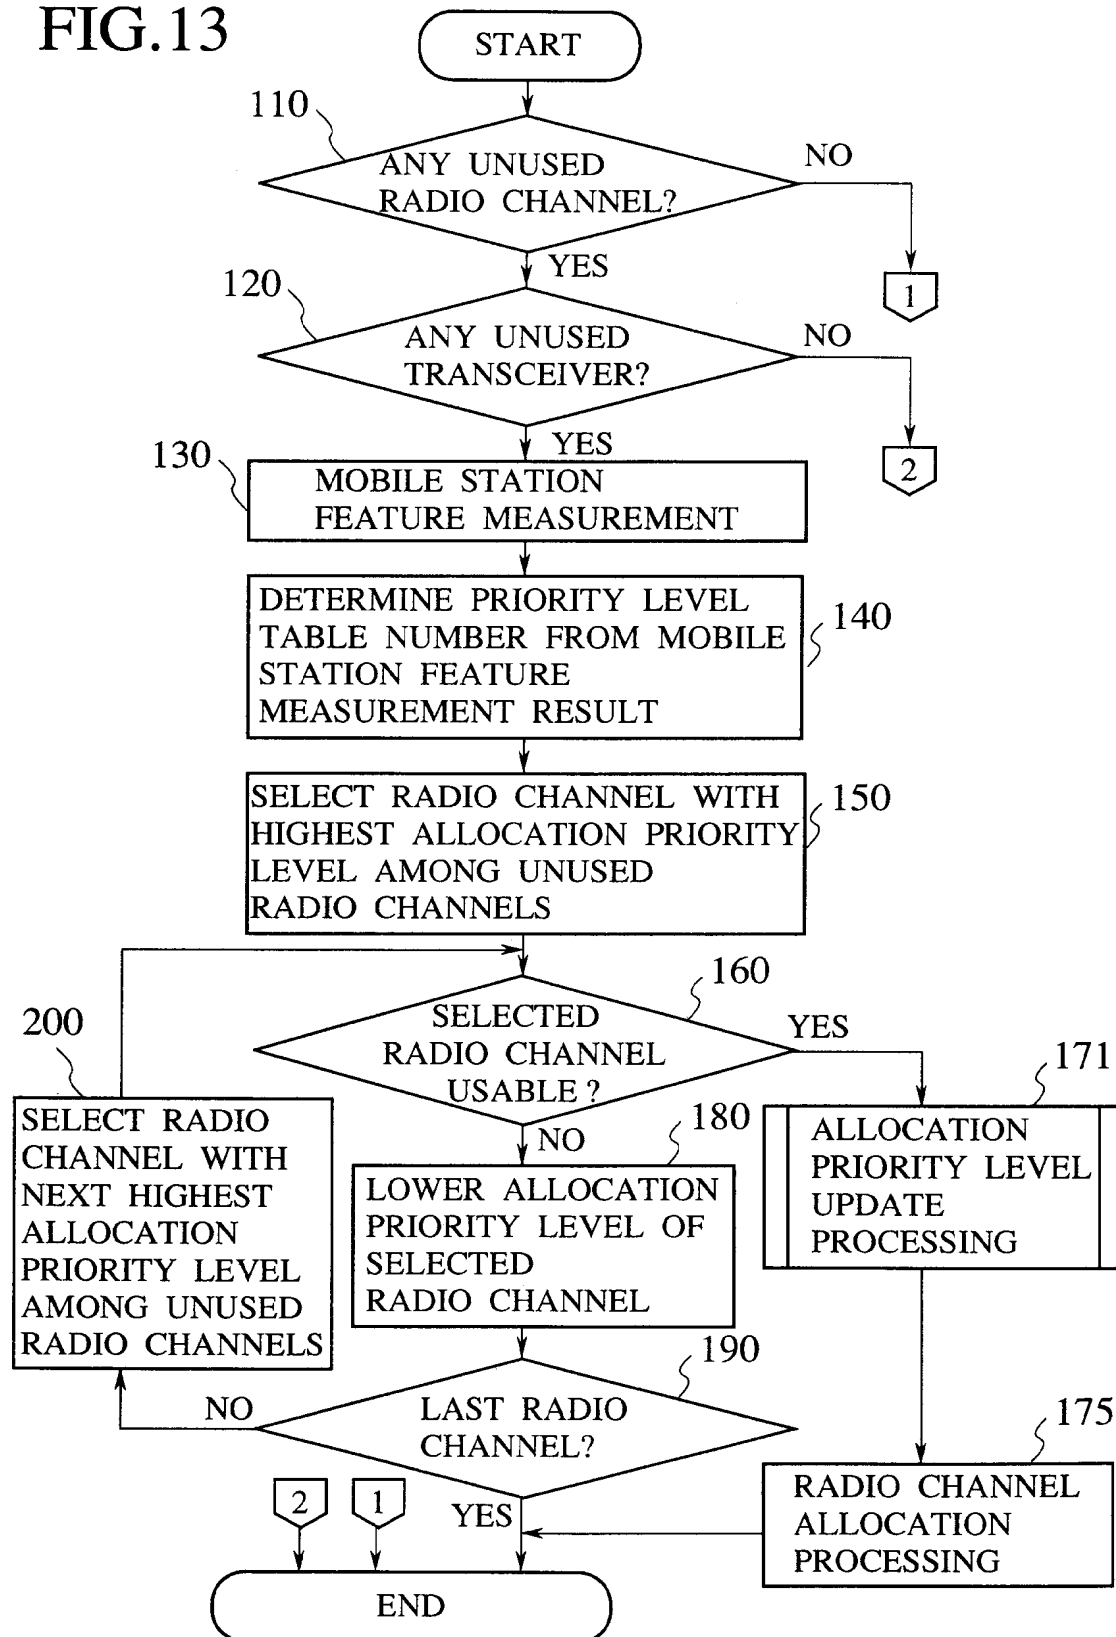 FIG.13
START
110
ANY UNUSED
RADIO CHANNEL?
NO
1
YES
120
ANY UNUSED
TRANSCEIVER?
NO
2
YES
130
MOBILE STATION
FEATURE MEASUREMENT
DETERMINE PRIORITY LEVEL
TABLE NUMBER FROM MOBILE
STATION FEATURE
MEASUREMENT RESULT
140
SELECT RADIO CHANNEL WITH
HIGHEST ALLOCATION PRIORITY
LEVEL AMONG UNUSED
RADIO CHANNELS
150
160
SELECTED
RADIO CHANNEL
USABLE ?
YES
NO
200
SELECT RADIO
CHANNEL WITH
NEXT HIGHEST
ALLOCATION
PRIORITY LEVEL
AMONG UNUSED
RADIO CHANNELS
180
LOWER ALLOCATION
PRIORITY LEVEL OF
SELECTED
RADIO CHANNEL
171
ALLOCATION
PRIORITY LEVEL
UPDATE
PROCESSING
190
LAST RADIO
CHANNEL?
NO
YES
175
RADIO CHANNEL
ALLOCATION
PROCESSING
2
1
END